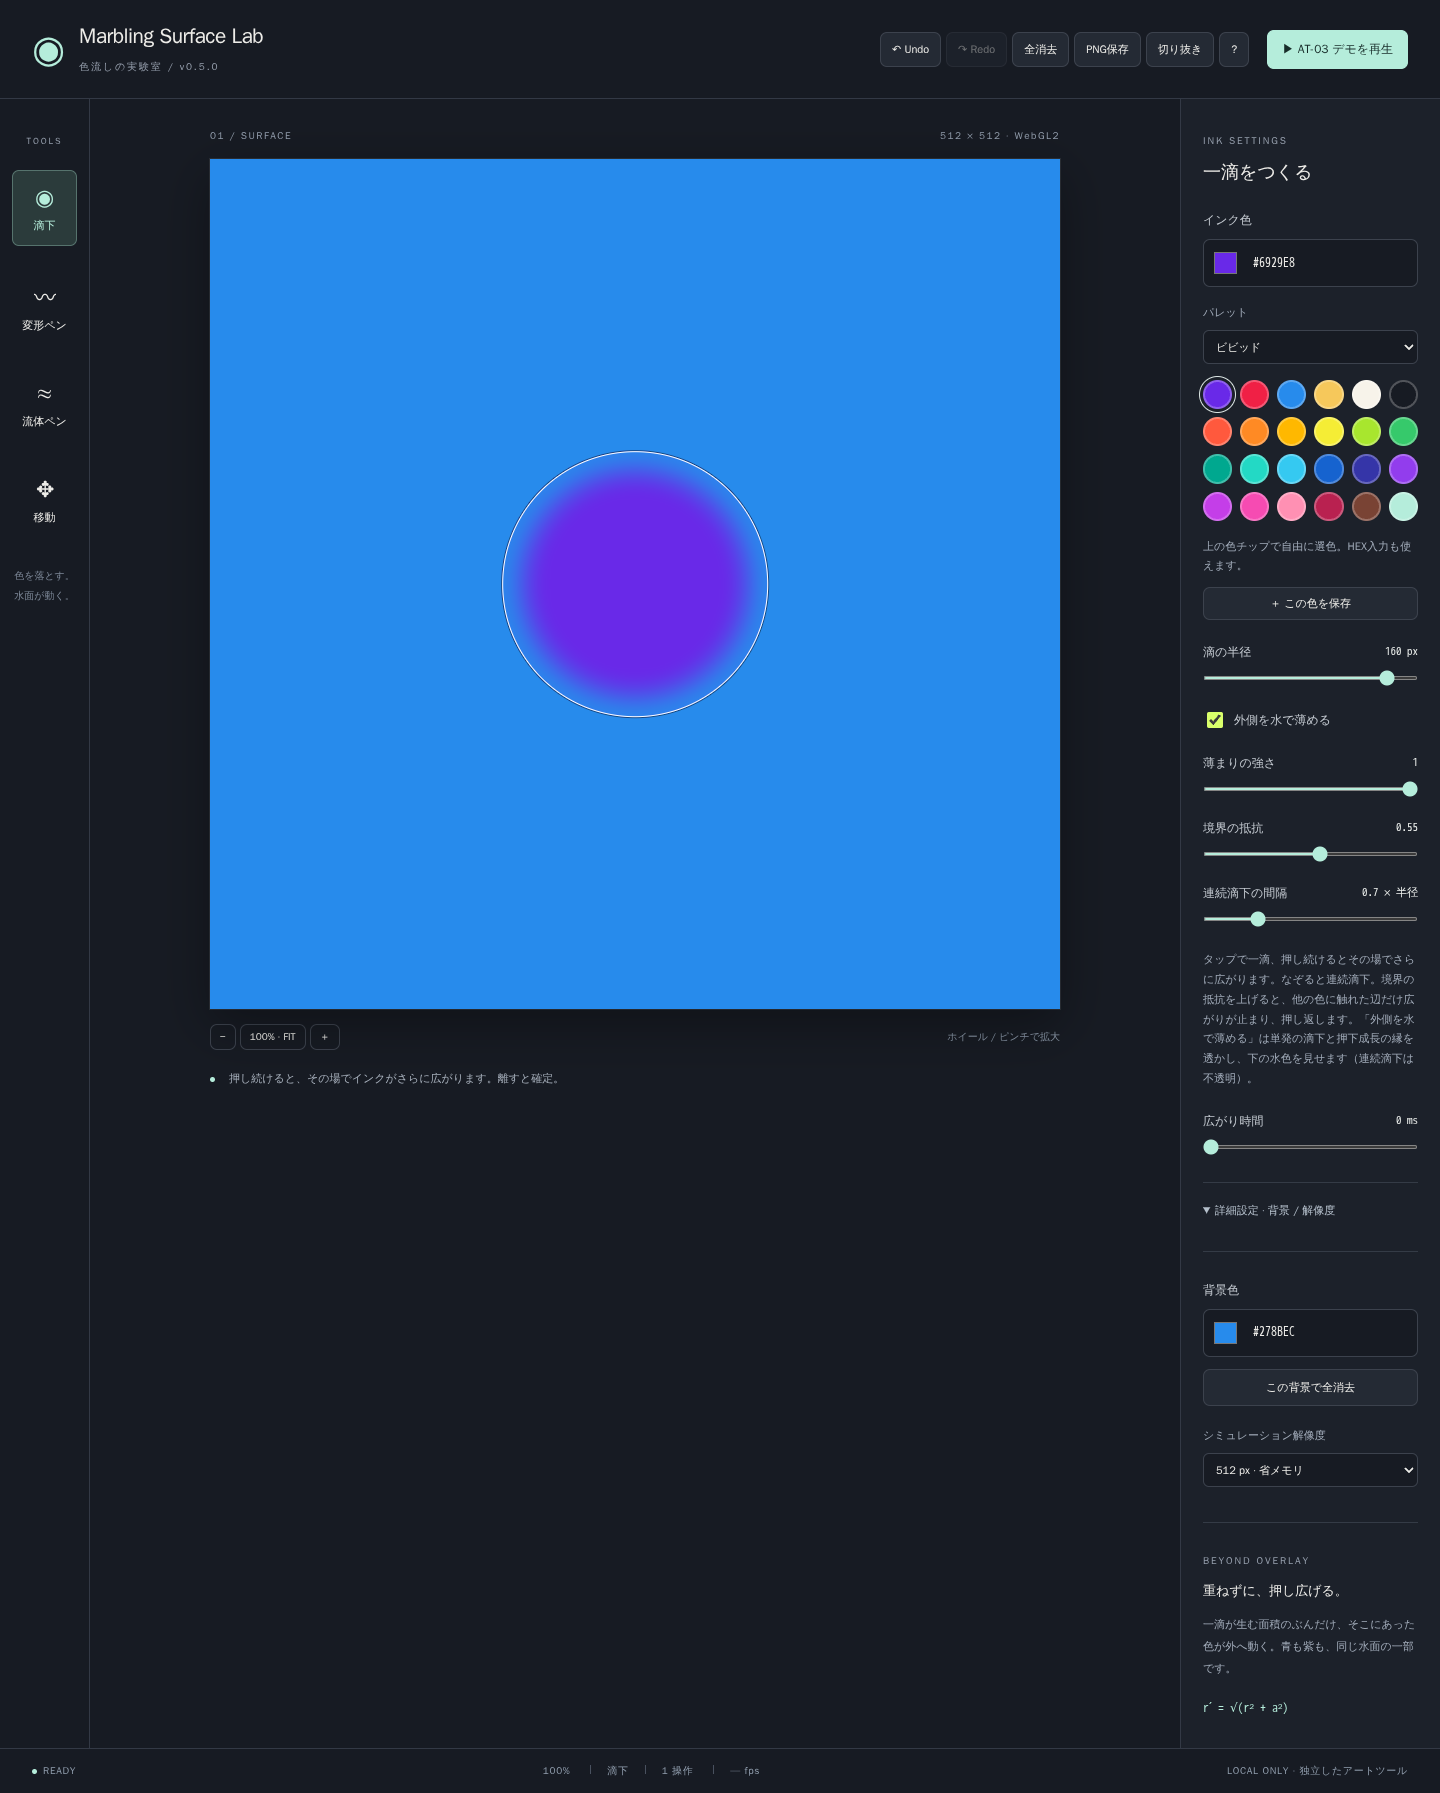 Marbling Surface Lab
色流しの実験室 / v0.5.0
↶ Undo
↷ Redo
全消去
PNG保存
切り抜き
?
▶ AT-03 デモを再生
TOOLS
滴下
変形ペン
流体ペン
移動
色を落とす。
水面が動く。
01 / SURFACE
512 × 512 · WebGL2
−
100% · FIT
+
ホイール / ピンチで拡大
押し続けると、その場でインクがさらに広がります。離すと確定。
INK SETTINGS
一滴をつくる
インク色
#6929E8
パレット
ビビッド
上の色チップで自由に選色。HEX入力も使
えます。
＋ この色を保存
滴の半径
160 px
外側を水で薄める
薄まりの強さ
1
境界の抵抗
0.55
連続滴下の間隔
0.7 × 半径
タップで一滴、押し続けるとその場でさら
に広がります。なぞると連続滴下。境界の
抵抗を上げると、他の色に触れた辺だけ広
がりが止まり、押し返します。「外側を水
で薄める」は単発の滴下と押下成長の縁を
透かし、下の水色を見せます（連続滴下は
不透明）。
広がり時間
0 ms
▼ 詳細設定 · 背景 / 解像度
背景色
#278BEC
この背景で全消去
シミュレーション解像度
512 px · 省メモリ
BEYOND OVERLAY
重ねずに、押し広げる。
一滴が生む面積のぶんだけ、そこにあった
色が外へ動く。青も紫も、同じ水面の一部
です。
r′ = √(r² + a²)
READY
100%
滴下
1 操作
— fps
LOCAL ONLY · 独立したアートツール